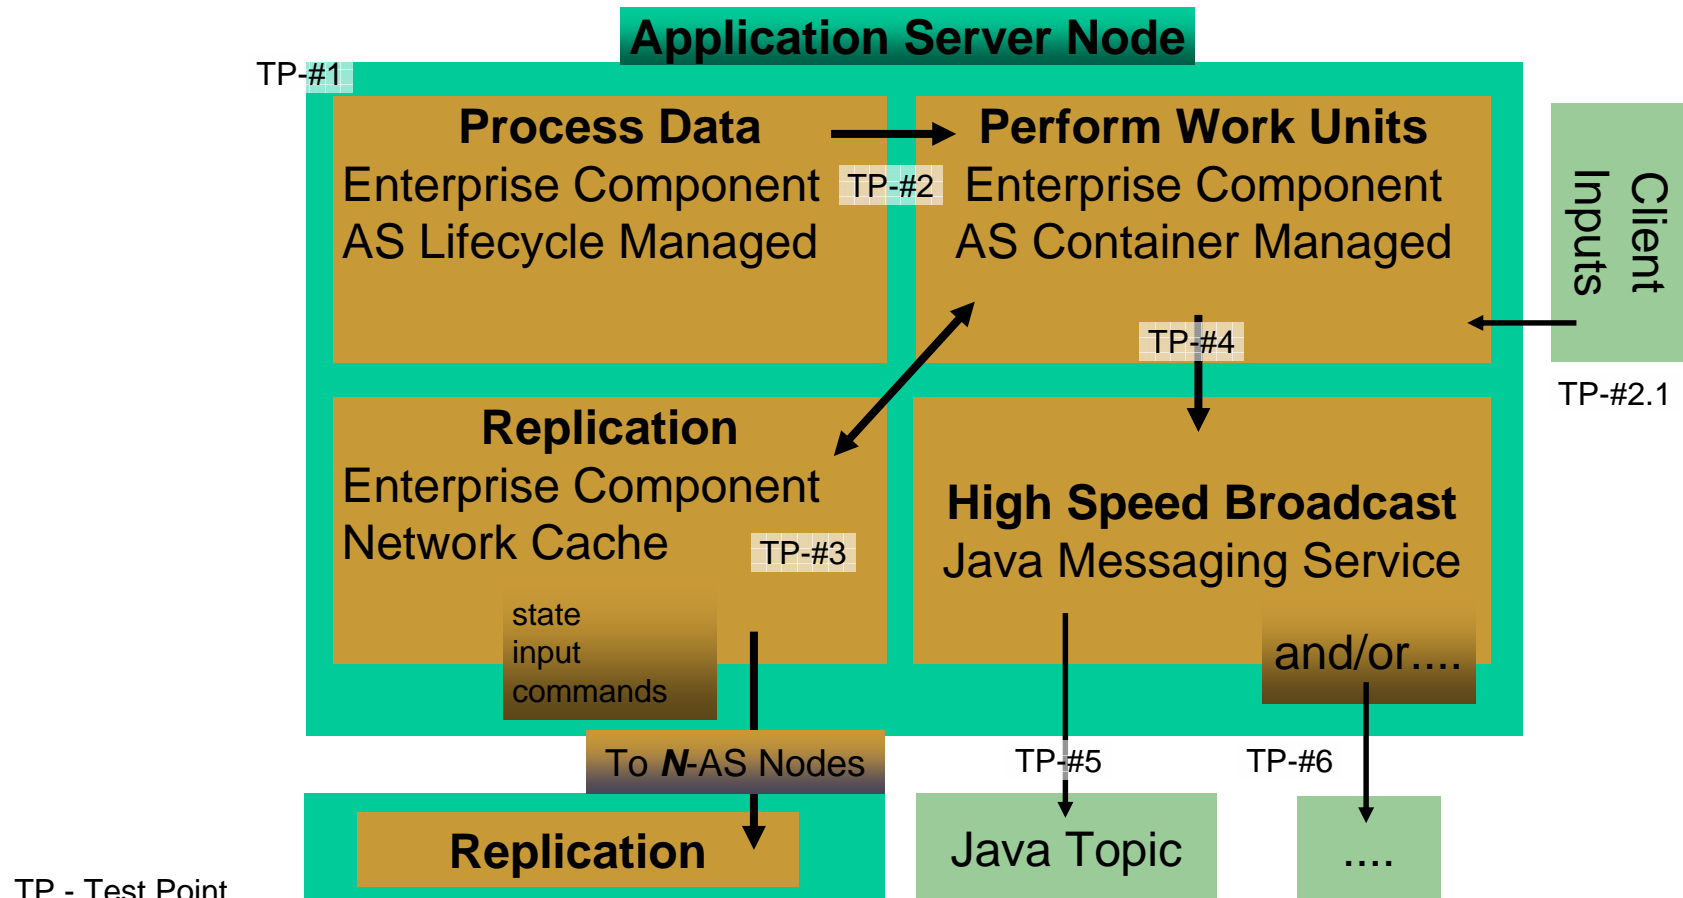 Application Server Node
TP-#1
Process Data
Enterprise Component
AS Lifecycle Managed
TP-#2
Perform Work Units
Enterprise Component
AS Container Managed
Client
Inputs
TP-#2.1
TP-#4
Replication
Enterprise Component
Network Cache
TP-#3
state
input
commands
High Speed Broadcast
Java Messaging Service
and/or....
To N-AS Nodes
TP-#5
TP-#6
Replication
Java Topic
....
TP - Test Point